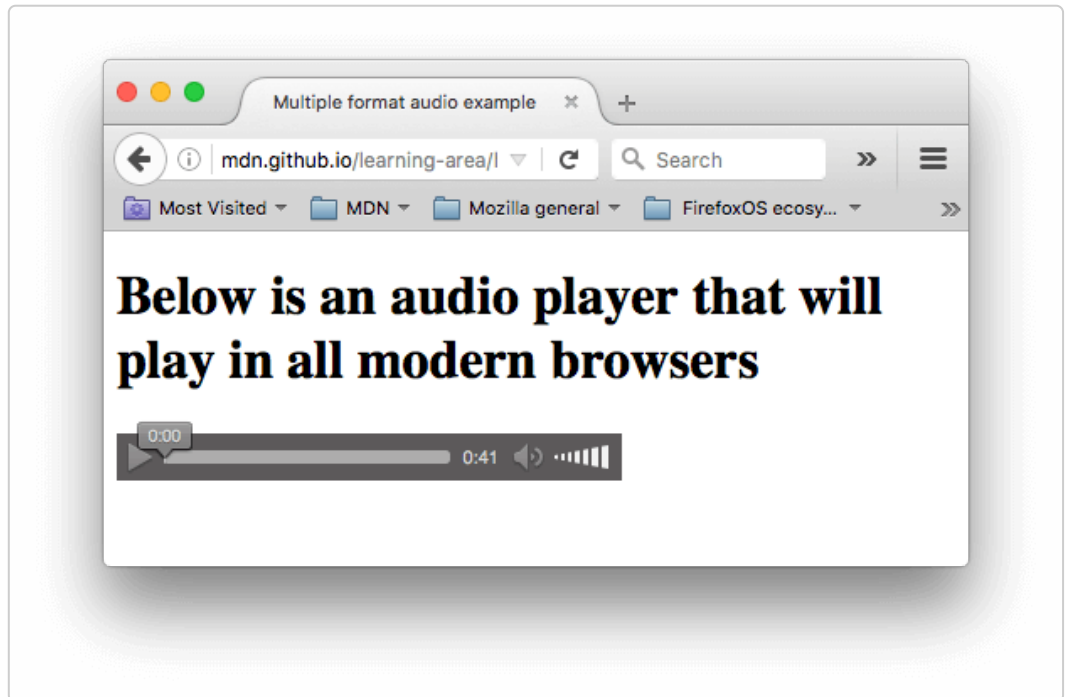 Multiple format audio example
mdn.github.io/learning-area/l Search
Most Visited MDN Mozilla general FirefoxOS ecosy...
Below is an audio player that will
play in all modern browsers
0:00
0:41